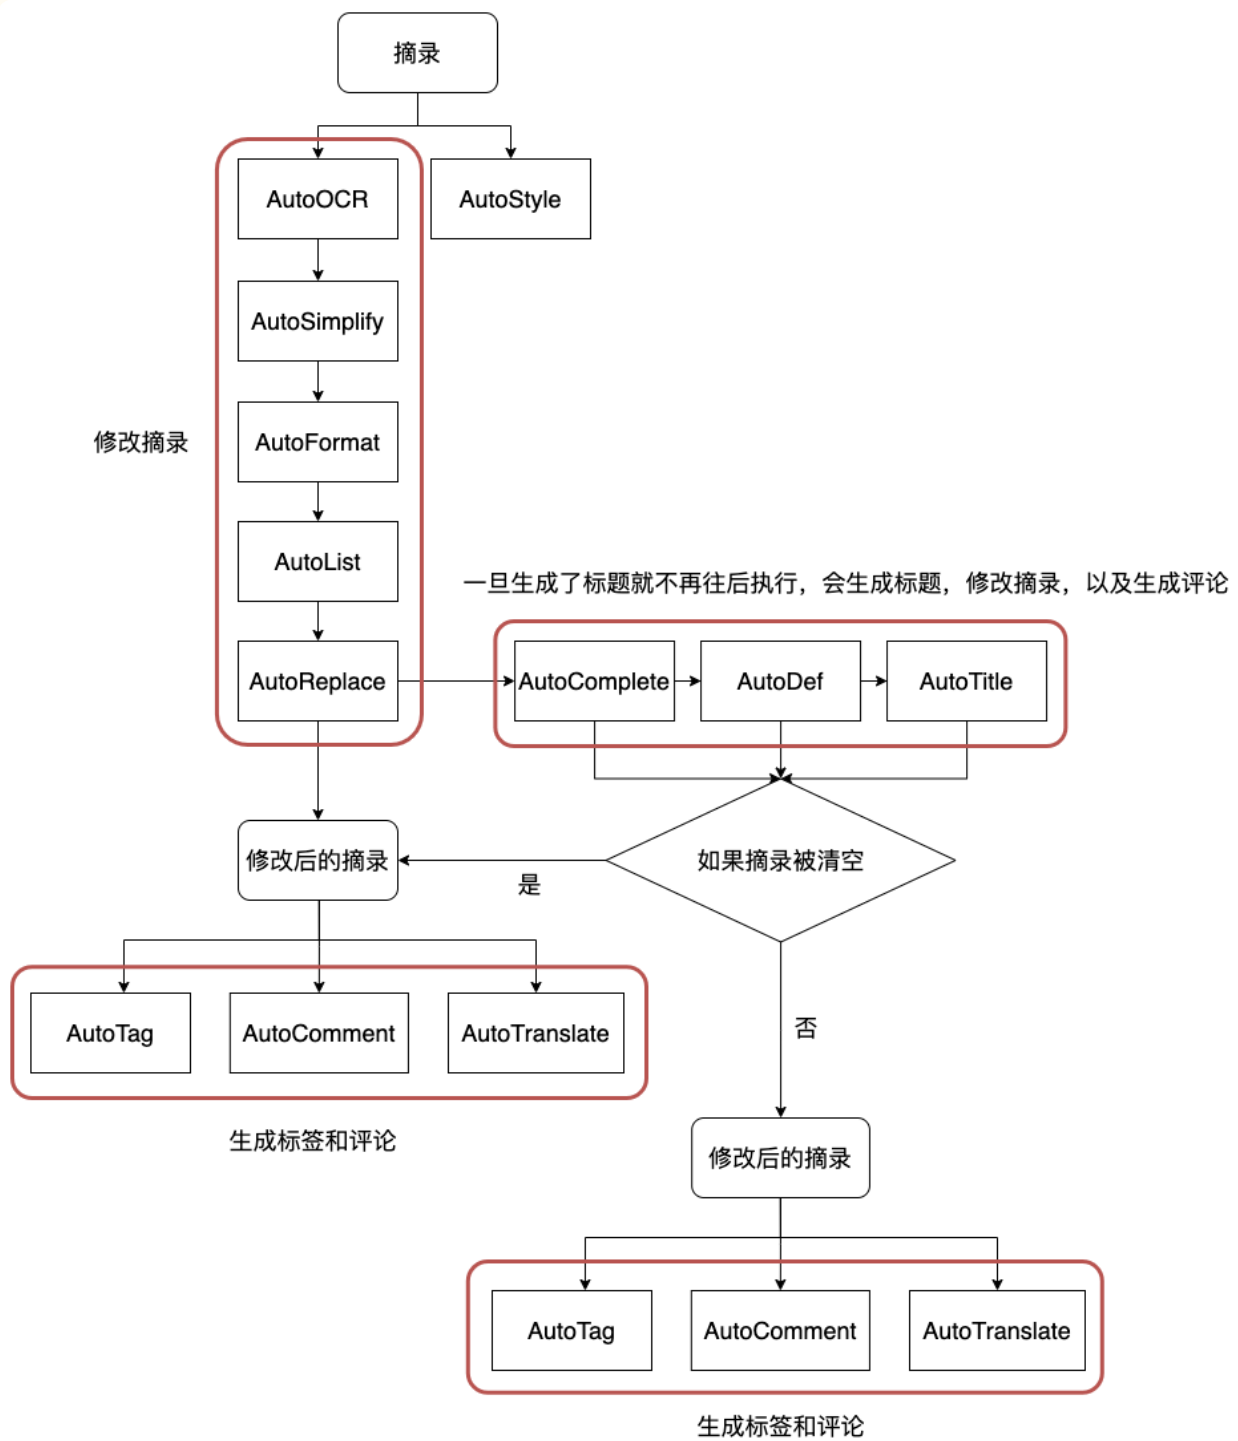 摘录
AutoOCR
AutoStyle
AutoSimplify
修改摘录
AutoFormat
AutoList
一旦生成了标题就不再往后执行，会生成标题，修改摘录，以及生成评论
AutoReplace
AutoComplete
AutoDef
AutoTitle
修改后的摘录
如果摘录被清空
是
AutoTag
AutoComment
AutoTranslate
否
生成标签和评论
修改后的摘录
AutoTag
AutoComment
AutoTranslate
生成标签和评论